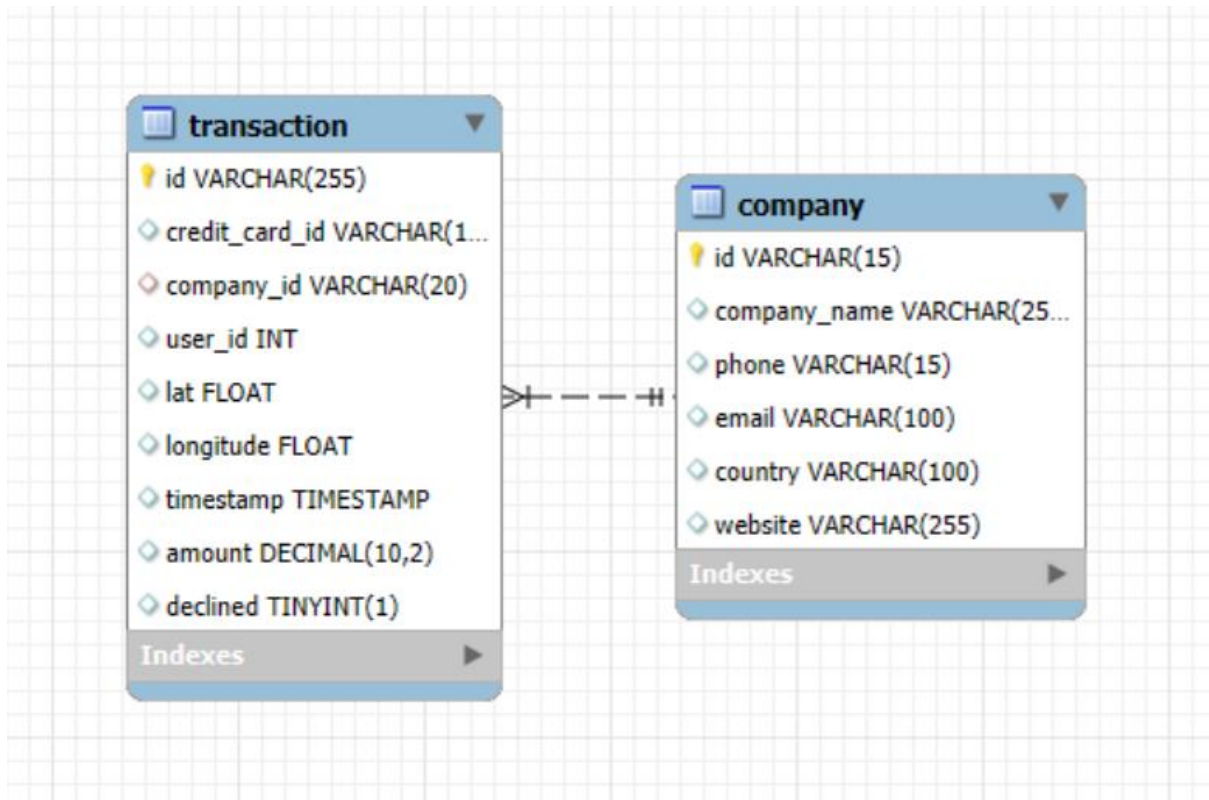 transaction
id VARCHAR(255)
credit_card_id VARCHAR(1...
company_id VARCHAR(20)
user_id INT
lat FLOAT
longitude FLOAT
timestamp TIMESTAMP
amount DECIMAL(10,2)
declined TINYINT(1)
Indexes
company
id VARCHAR(15)
company_name VARCHAR(25...
phone VARCHAR(15)
email VARCHAR(100)
country VARCHAR(100)
website VARCHAR(255)
Indexes